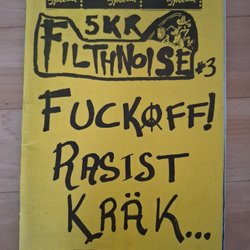 5KR
FILTHNOISE #3
FUCKOFF!
RASIST
KRÄK...